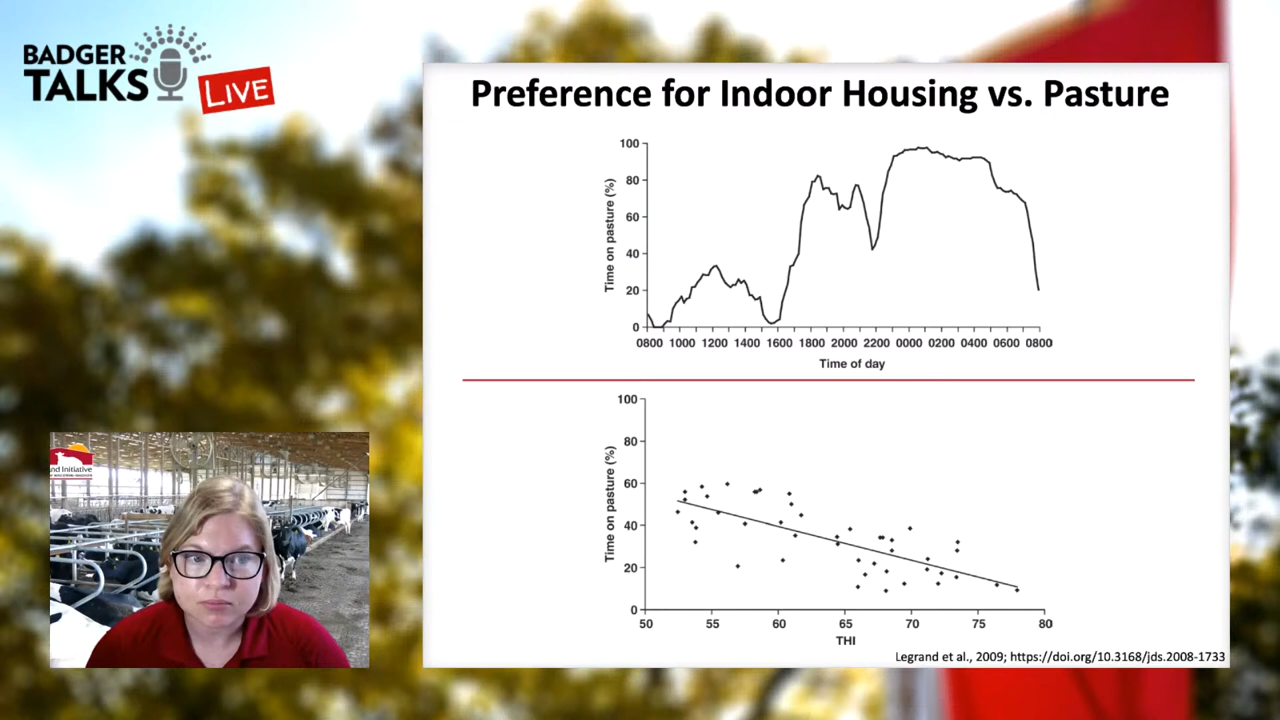 BADGER
TALKS LIVE
Preference for Indoor Housing vs. Pasture
100
80
60
40
20
0
Time on pasture (%)
0800 1000 1200 1400 1600 1800 2000 2200 0000 0200 0400 0600 0800
Time of day
100
80
60
40
20
0
Time on pasture (%)
50 55 60 65 70 75 80
THI
Legrand et al., 2009; https://doi.org/10.3168/jds.2008-1733
nd Initiative